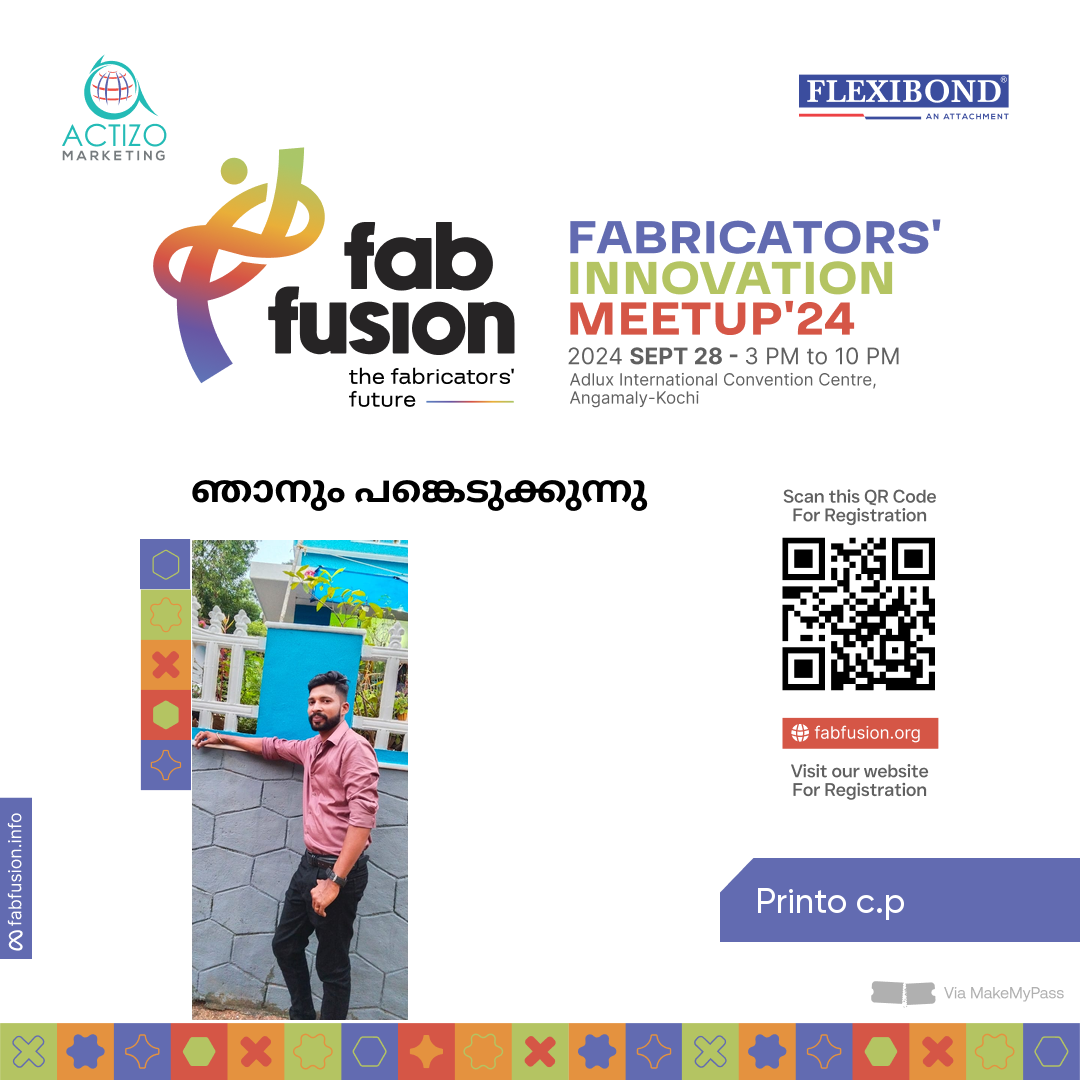 ACTIZO
MARKETING
FLEXIBOND®
AN ATTACHMENT
fab
fusion
the fabricators'
future
FABRICATORS'
INNOVATION
MEETUP'24
2024 SEPT 28 - 3 PM to 10 PM
Adlux International Convention Centre,
Angamaly-Kochi
ഞാനും പങ്കെടുക്കുന്നു
Scan this QR Code
For Registration
fabfusion.org
Visit our website
For Registration
fabfusion.info
Printo c.p
Via MakeMyPass